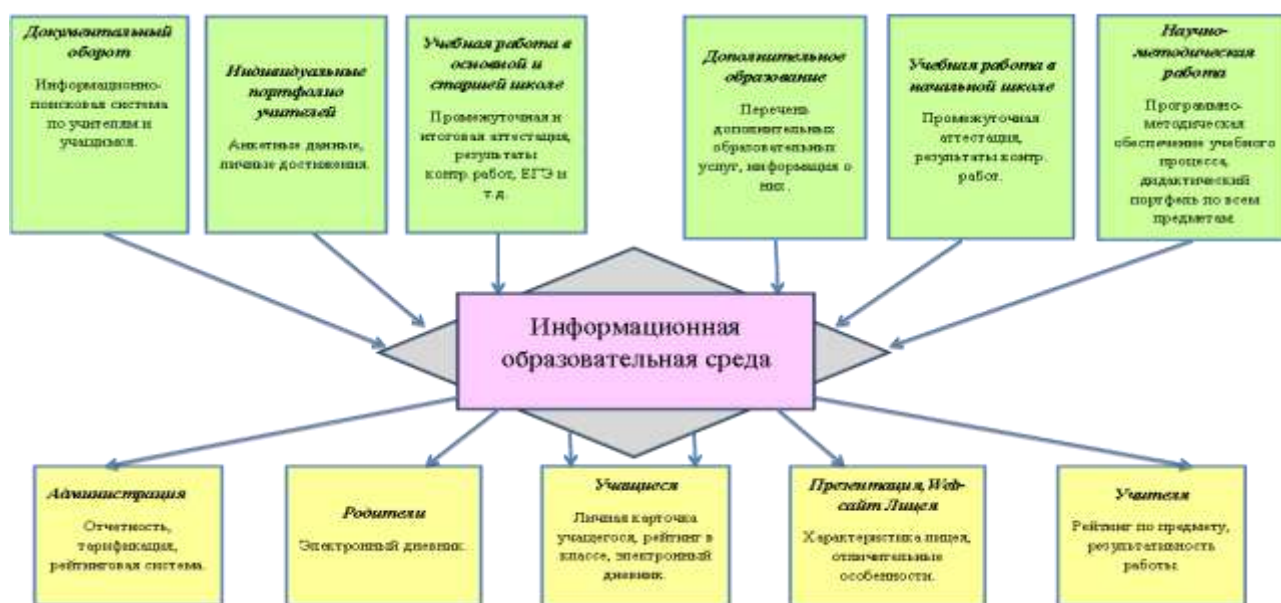 Документальный
оборот
Информационно-
поисковая система
по учителям и
учащимся.
Индивидуальные
портфолио
учителей
Анкетные данные,
личные достижения.
Учебная работа в
основной и
старшей школе
Промежуточная и
итоговая аттестация,
результаты
контр. работ, ЕГЭ и
т.д.
Дополнительное
образование
Перечень
дополнительных
образовательных
услуг, информация о
них.
Учебная работа в
начальной школе
Промежуточная
аттестация,
результаты контр.
работ.
Научно-
методическая
работа
Программно-
методическая
обеспечение учебного
процесса,
дидактический
портфель по всем
предметам.
Информационная
образовательная среда
Администрация
Отчетность,
тарификация,
рейтинговая система.
Родители
Электронный дневник.
Учащиеся
Личная карточка
учащегося, рейтинг в
классе, электронный
дневник.
Презентация, Web-
сайт Лицея
Характеристика лицея,
отличительные
особенности.
Учителя
Рейтинг по предмету,
результативность
работы.